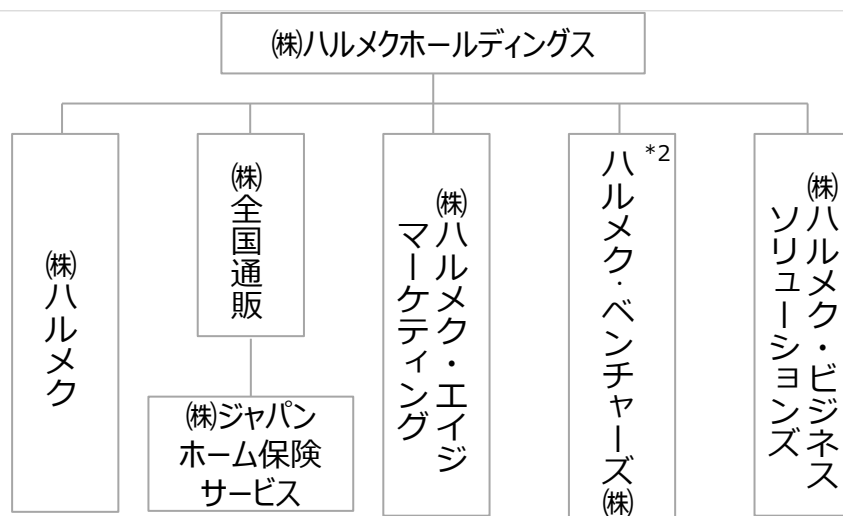 ㈱ハルメクホールディングス
㈱ハルメク
㈱全国通販
㈱ジャパン
ホーム保険
サービス
㈱ハルメク・エイジ
マーケティング
ハルメク・ベンチャーズ㈱
*2
㈱ハルメク・ビジネス
ソリューションズ